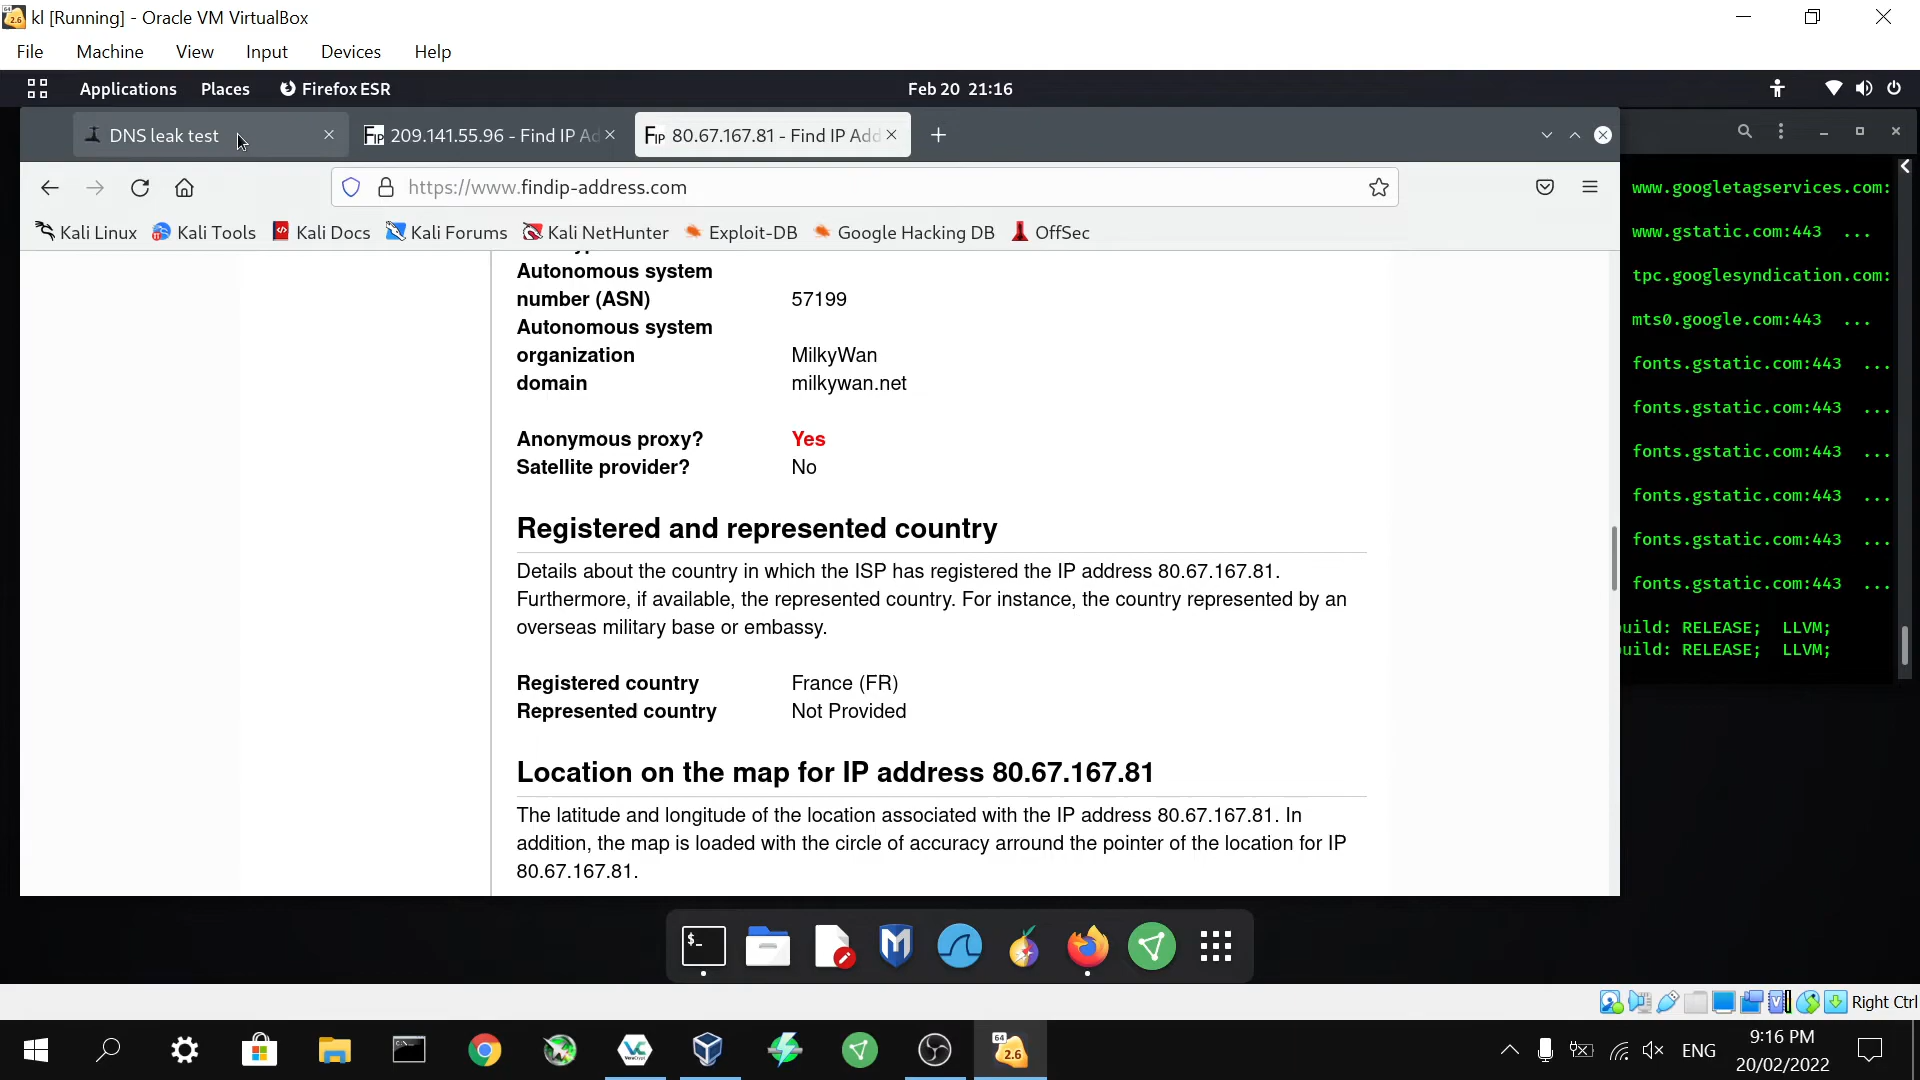 kl [Running] - Oracle VM VirtualBox
File Machine View Input Devices Help
Applications Places Firefox ESR
Feb 20 21:16
DNS leak test
209.141.55.96 - Find IP Ad
80.67.167.81 - Find IP Add
https://www.findip-address.com
Kali Linux Kali Tools Kali Docs Kali Forums Kali NetHunter Exploit-DB Google Hacking DB OffSec
Autonomous system
number (ASN) 57199
Autonomous system
organization MilkyWan
domain milkywan.net
Anonymous proxy? Yes
Satellite provider? No
Registered and represented country
Details about the country in which the ISP has registered the IP address 80.67.167.81.
Furthermore, if available, the represented country. For instance, the country represented by an
overseas military base or embassy.
Registered country France (FR)
Represented country Not Provided
Location on the map for IP address 80.67.167.81
The latitude and longitude of the location associated with the IP address 80.67.167.81. In
addition, the map is loaded with the circle of accuracy arround the pointer of the location for IP
80.67.167.81.
www.googletagservices.com:
www.gstatic.com:443 ...
tpc.googlesyndication.com:
mts0.google.com:443 ...
fonts.gstatic.com:443 ...
fonts.gstatic.com:443 ...
fonts.gstatic.com:443 ...
fonts.gstatic.com:443 ...
fonts.gstatic.com:443 ...
fonts.gstatic.com:443 ...
uild: RELEASE; LLVM;
uild: RELEASE; LLVM;
Right Ctrl
ENG
9:16 PM
20/02/2022